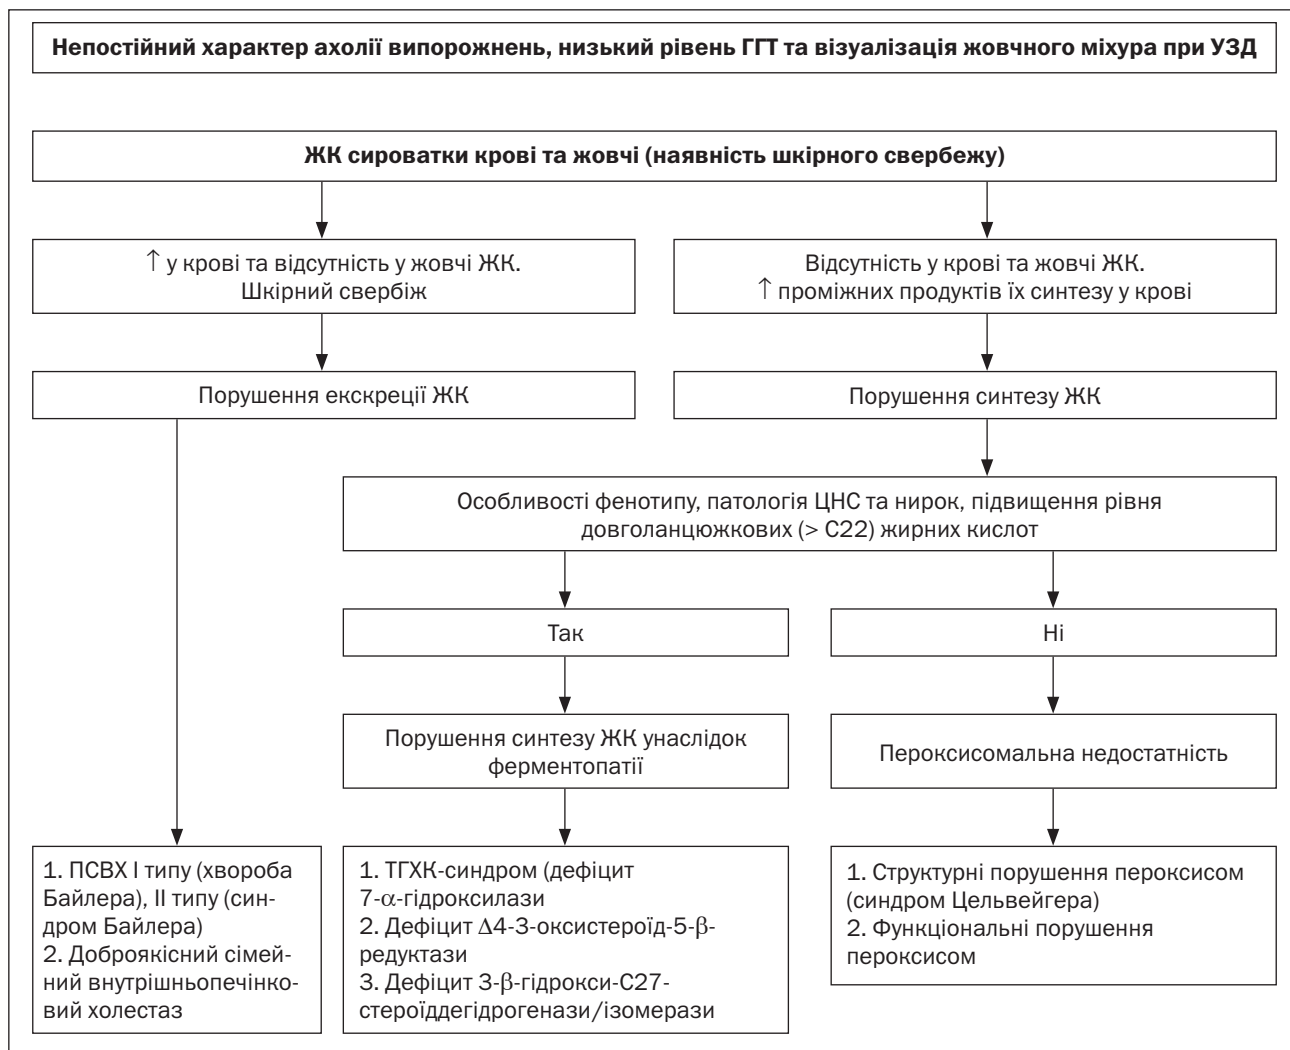 Непостійний характер ахолії випорожнень, низький рівень ГГТ та візуалізація жовчного міхура при УЗД
ЖК сироватки крові та жовчі (наявність шкірного свербежу)
↑ у крові та відсутність у жовчі ЖК.
Шкірний свербіж
Відсутність у крові та жовчі ЖК.
↑ проміжних продуктів їх синтезу у крові
Порушення екскреції ЖК
Порушення синтезу ЖК
Особливості фенотипу, патологія ЦНС та нирок, підвищення рівня
довголанцюжкових (> С22) жирних кислот
Так
Ні
Порушення синтезу ЖК унаслідок
ферментопатії
Пероксисомальна недостатність
1. ПСВХ І типу (хвороба
Байлера), ІІ типу (син-
дром Байлера)
2. Доброякісний сімей-
ний внутрішньопечінко-
вий холестаз
1. ТГХК-синдром (дефіцит
7-α-гідроксилази
2. Дефіцит Δ4-3-оксистероїд-5-β-
редуктази
3. Дефіцит 3-β-гідрокси-С27-
стероїддегідрогенази/ізомерази
1. Структурні порушення пероксисом
(синдром Цельвейгера)
2. Функціональні порушення
пероксисом